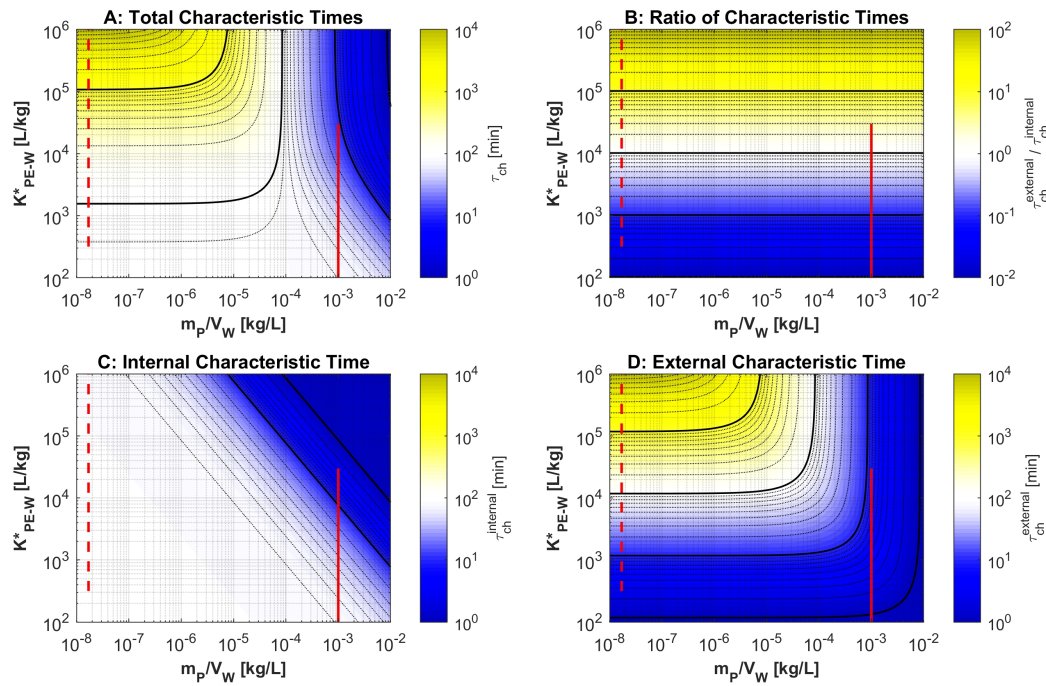 A: Total Characteristic Times
K*PE-W [L/kg]
10^6
10^5
10^4
10^3
10^2
10^-8 10^-7 10^-6 10^-5 10^-4 10^-3 10^-2
mP/VW [kg/L]
10^4
10^3
10^2
10^1
10^0
τch [min]
B: Ratio of Characteristic Times
K*PE-W [L/kg]
10^6
10^5
10^4
10^3
10^2
10^-8 10^-7 10^-6 10^-5 10^-4 10^-3 10^-2
mP/VW [kg/L]
10^2
10^1
10^0
10^-1
10^-2
τch^external / τch^internal
C: Internal Characteristic Time
K*PE-W [L/kg]
10^6
10^5
10^4
10^3
10^2
10^-8 10^-7 10^-6 10^-5 10^-4 10^-3 10^-2
mP/VW [kg/L]
10^4
10^3
10^2
10^1
10^0
τch^internal [min]
D: External Characteristic Time
K*PE-W [L/kg]
10^6
10^5
10^4
10^3
10^2
10^-8 10^-7 10^-6 10^-5 10^-4 10^-3 10^-2
mP/VW [kg/L]
10^4
10^3
10^2
10^1
10^0
τch^external [min]